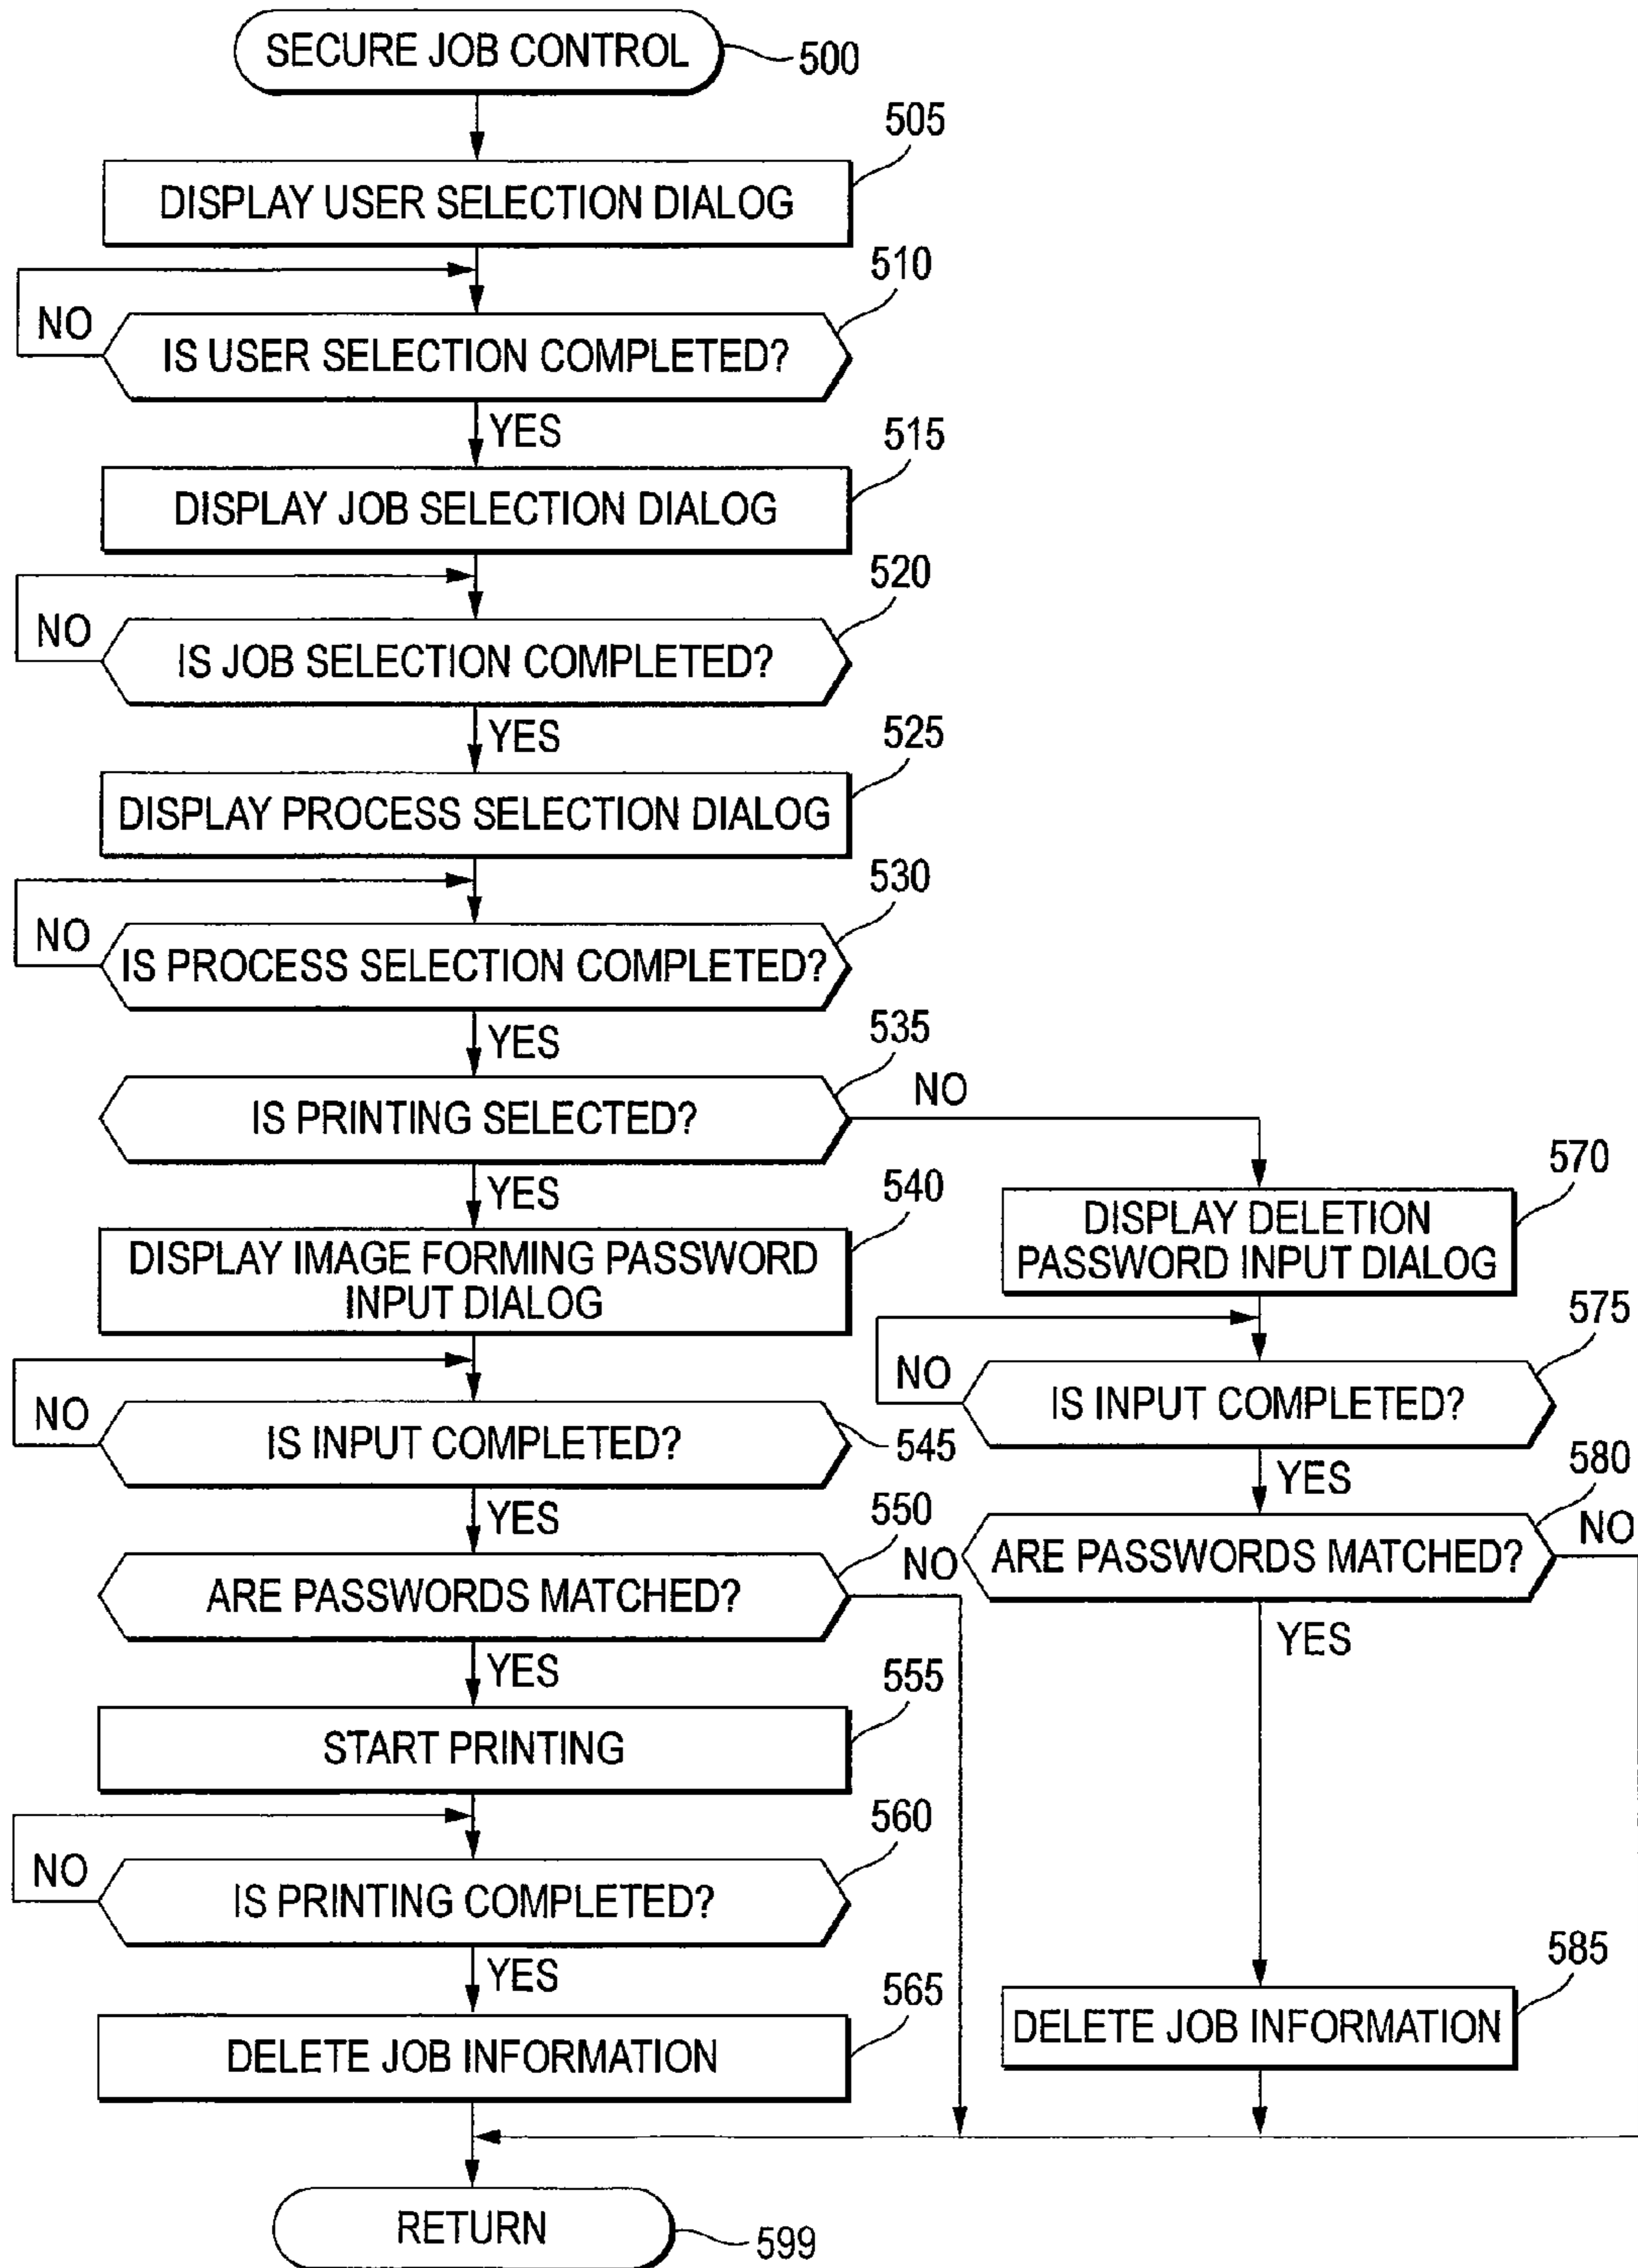 SECURE JOB CONTROL
500
505
DISPLAY USER SELECTION DIALOG
510
NO
IS USER SELECTION COMPLETED?
YES
515
DISPLAY JOB SELECTION DIALOG
520
NO
IS JOB SELECTION COMPLETED?
YES
525
DISPLAY PROCESS SELECTION DIALOG
530
NO
IS PROCESS SELECTION COMPLETED?
YES
535
IS PRINTING SELECTED?
NO
YES
540
DISPLAY IMAGE FORMING PASSWORD
INPUT DIALOG
NO
IS INPUT COMPLETED?
545
YES
550
ARE PASSWORDS MATCHED?
NO
YES
555
START PRINTING
560
NO
IS PRINTING COMPLETED?
YES
565
DELETE JOB INFORMATION
570
DISPLAY DELETION
PASSWORD INPUT DIALOG
575
NO
IS INPUT COMPLETED?
YES
580
ARE PASSWORDS MATCHED?
NO
YES
585
DELETE JOB INFORMATION
RETURN
599